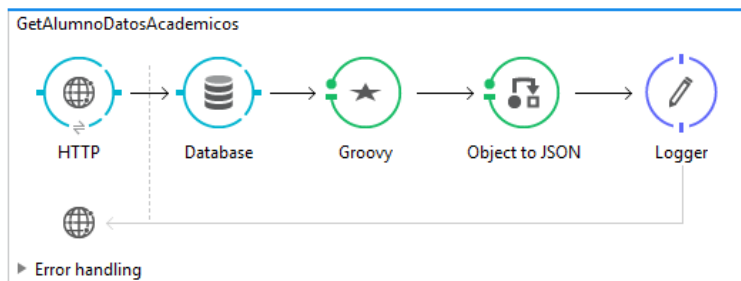 GetAlumnoDatosAcademicos
HTTP
Database
Groovy
Object to JSON
Logger
Error handling